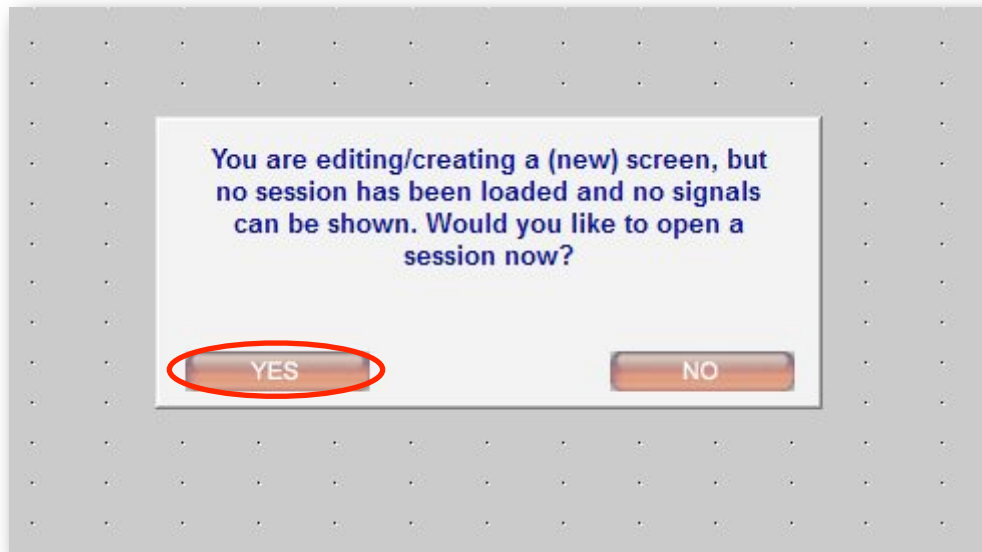 You are editing/creating a (new) screen, but
no session has been loaded and no signals
can be shown. Would you like to open a
session now?
YES
NO